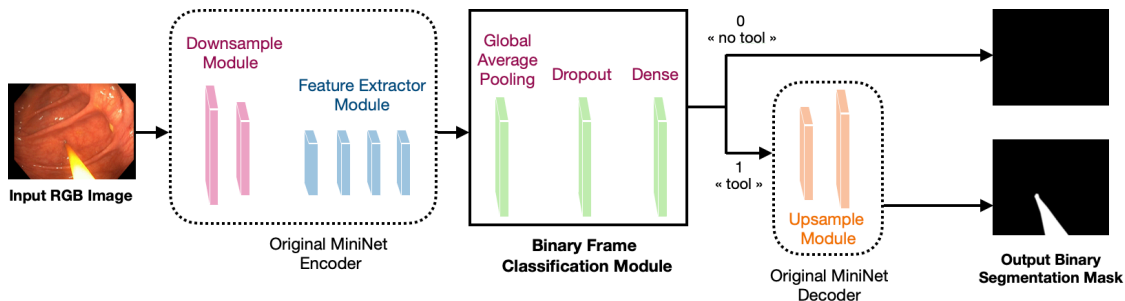 Downsample
Module
Feature Extractor
Module
Input RGB Image
Original MiniNet
Encoder
Global
Average
Pooling
Dropout
Dense
Binary Frame
Classification Module
0
« no tool »
1
« tool »
Upsample
Module
Original MiniNet
Decoder
Output Binary
Segmentation Mask